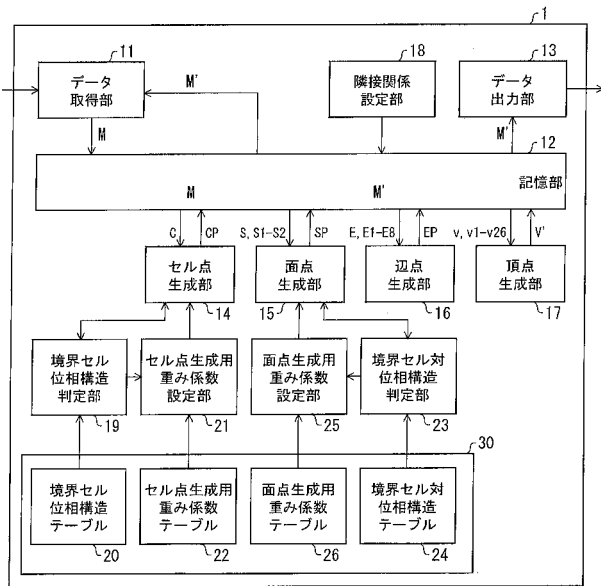 1
11
18
13
データ
取得部
M'
隣接関係
設定部
データ
出力部
M
M'
12
M
M'
記憶部
C
CP
S, S1-S2
SP
E, E1-E8
EP
v, v1-v26
V'
セル点
生成部
面点
生成部
辺点
生成部
頂点
生成部
14
15
16
17
境界セル
位相構造
判定部
セル点生成用
重み係数
設定部
面点生成用
重み係数
設定部
境界セル対
位相構造
判定部
19
21
25
23
30
境界セル
位相構造
テーブル
セル点生成用
重み係数
テーブル
面点生成用
重み係数
テーブル
境界セル対
位相構造
テーブル
20
22
26
24